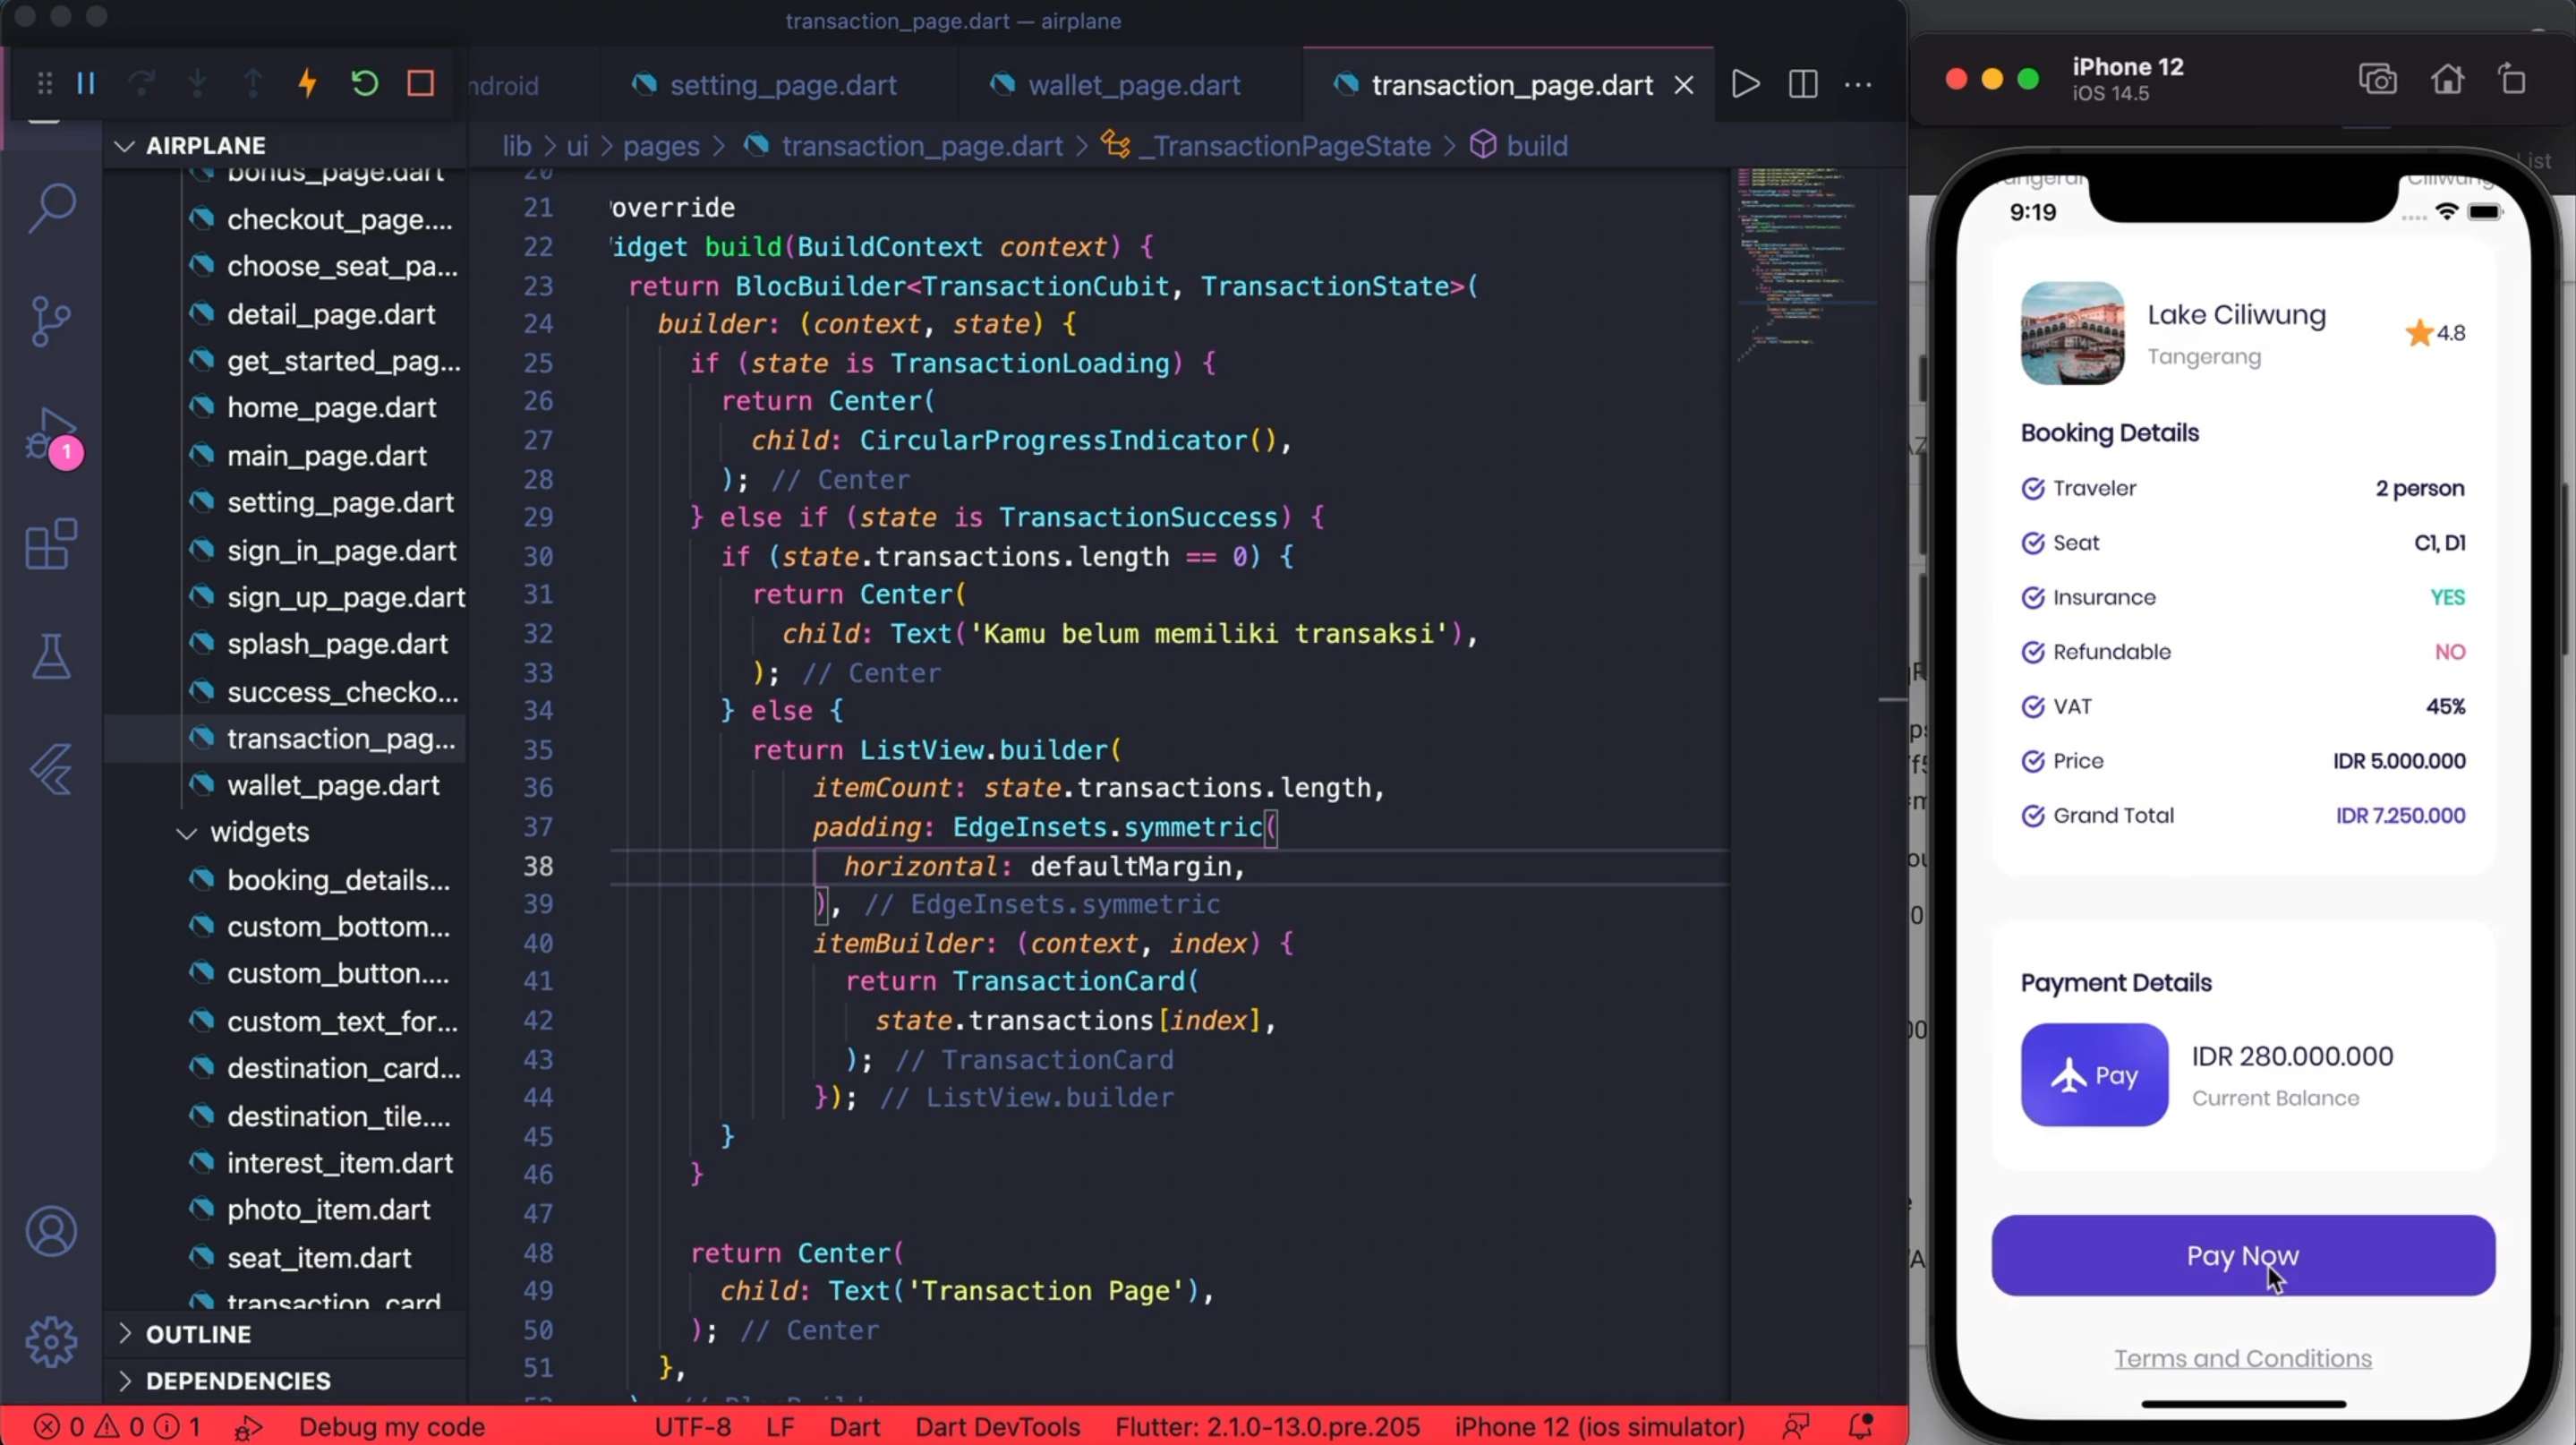 transaction_page.dart — airplane
ndroid
setting_page.dart
wallet_page.dart
transaction_page.dart
lib > ui > pages > transaction_page.dart > _TransactionPageState > build
AIRPLANE
bonus_page.dart
checkout_page....
choose_seat_pa...
detail_page.dart
get_started_pag...
home_page.dart
main_page.dart
setting_page.dart
sign_in_page.dart
sign_up_page.dart
splash_page.dart
success_checko...
transaction_pag...
wallet_page.dart
widgets
booking_details...
custom_bottom...
custom_button....
custom_text_for...
destination_card...
destination_tile....
interest_item.dart
photo_item.dart
seat_item.dart
transaction_card
OUTLINE
DEPENDENCIES
1
20
21 override
22 idget build(BuildContext context) {
23 return BlocBuilder<TransactionCubit, TransactionState>(
24 builder: (context, state) {
25 if (state is TransactionLoading) {
26 return Center(
27 child: CircularProgressIndicator(),
28 ); // Center
29 } else if (state is TransactionSuccess) {
30 if (state.transactions.length == 0) {
31 return Center(
32 child: Text('Kamu belum memiliki transaksi'),
33 ); // Center
34 } else {
35 return ListView.builder(
36 itemCount: state.transactions.length,
37 padding: EdgeInsets.symmetric(
38 horizontal: defaultMargin,
39 ), // EdgeInsets.symmetric
40 itemBuilder: (context, index) {
41 return TransactionCard(
42 state.transactions[index],
43 ); // TransactionCard
44 }); // ListView.builder
45 }
46 }
47
48 return Center(
49 child: Text('Transaction Page'),
50 ); // Center
51 },
0 0 1
Debug my code
UTF-8 LF Dart Dart DevTools Flutter: 2.1.0-13.0.pre.205 iPhone 12 (ios simulator)
iPhone 12
iOS 14.5
List
Tangerang
Ciliwung
9:19
Lake Ciliwung
Tangerang
4.8
Booking Details
Traveler 2 person
Seat C1, D1
Insurance YES
Refundable NO
VAT 45%
Price IDR 5.000.000
Grand Total IDR 7.250.000
Payment Details
Pay
IDR 280.000.000
Current Balance
Pay Now
Terms and Conditions